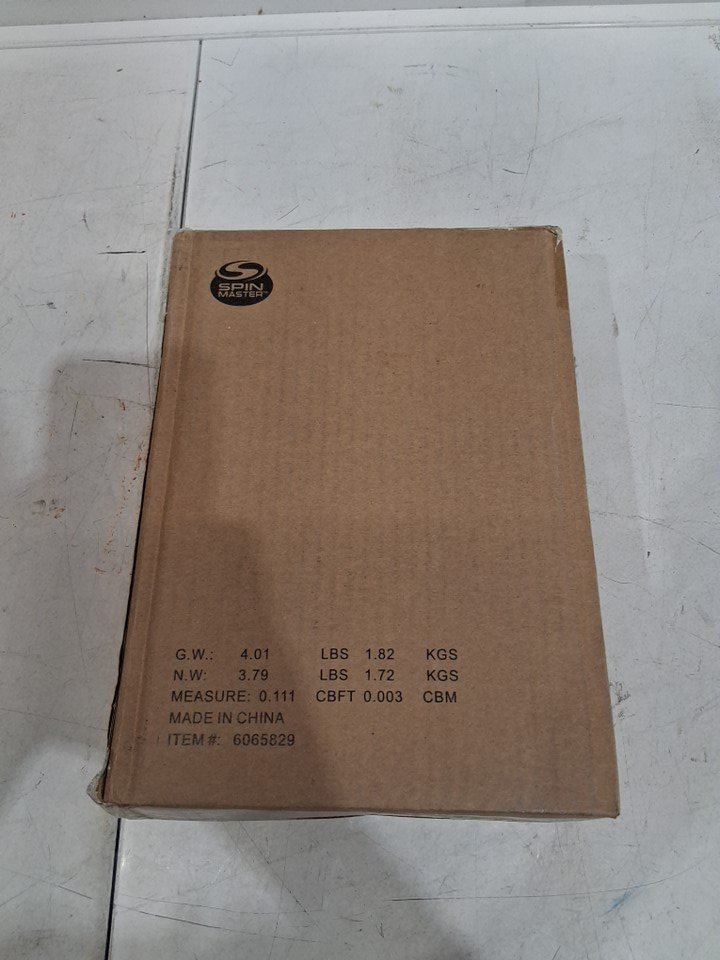 SPIN
MASTER™
G.W.: 4.01 LBS 1.82 KGS
N.W: 3.79 LBS 1.72 KGS
MEASURE: 0.111 CBFT 0.003 CBM
MADE IN CHINA
ITEM #: 6065829